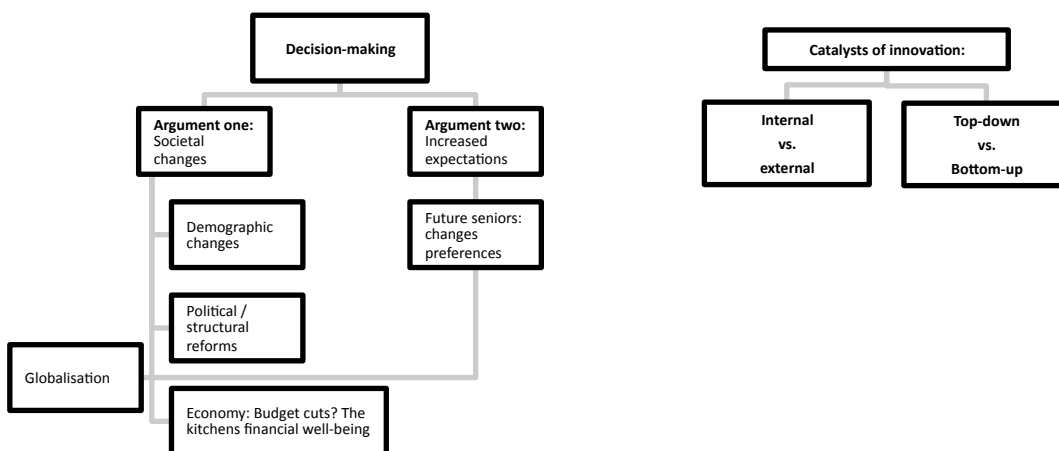 Decision-making
Argument one:
Societal
changes
Argument two:
Increased
expectations
Demographic
changes
Future seniors:
changes
preferences
Political /
structural
reforms
Globalisation
Economy: Budget cuts? The
kitchens financial well-being
Catalysts of innovation:
Internal
vs.
external
Top-down
vs.
Bottom-up